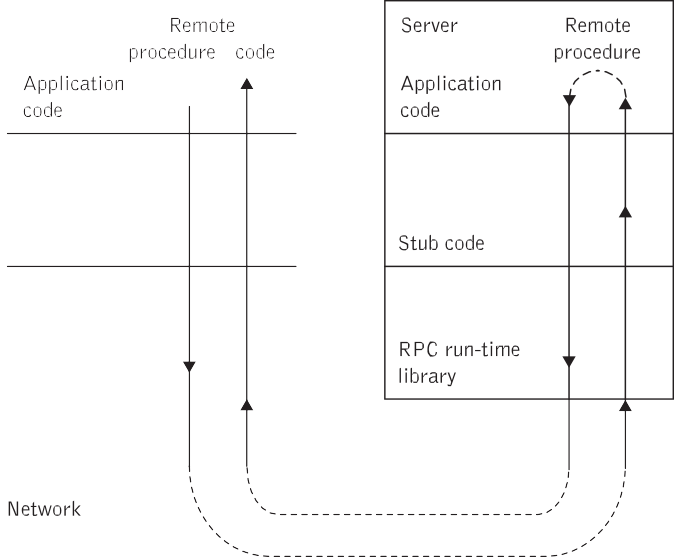 Remote
procedure code
Application
code
Server
Remote
procedure
Application
code
Stub code
RPC run-time
library
Network